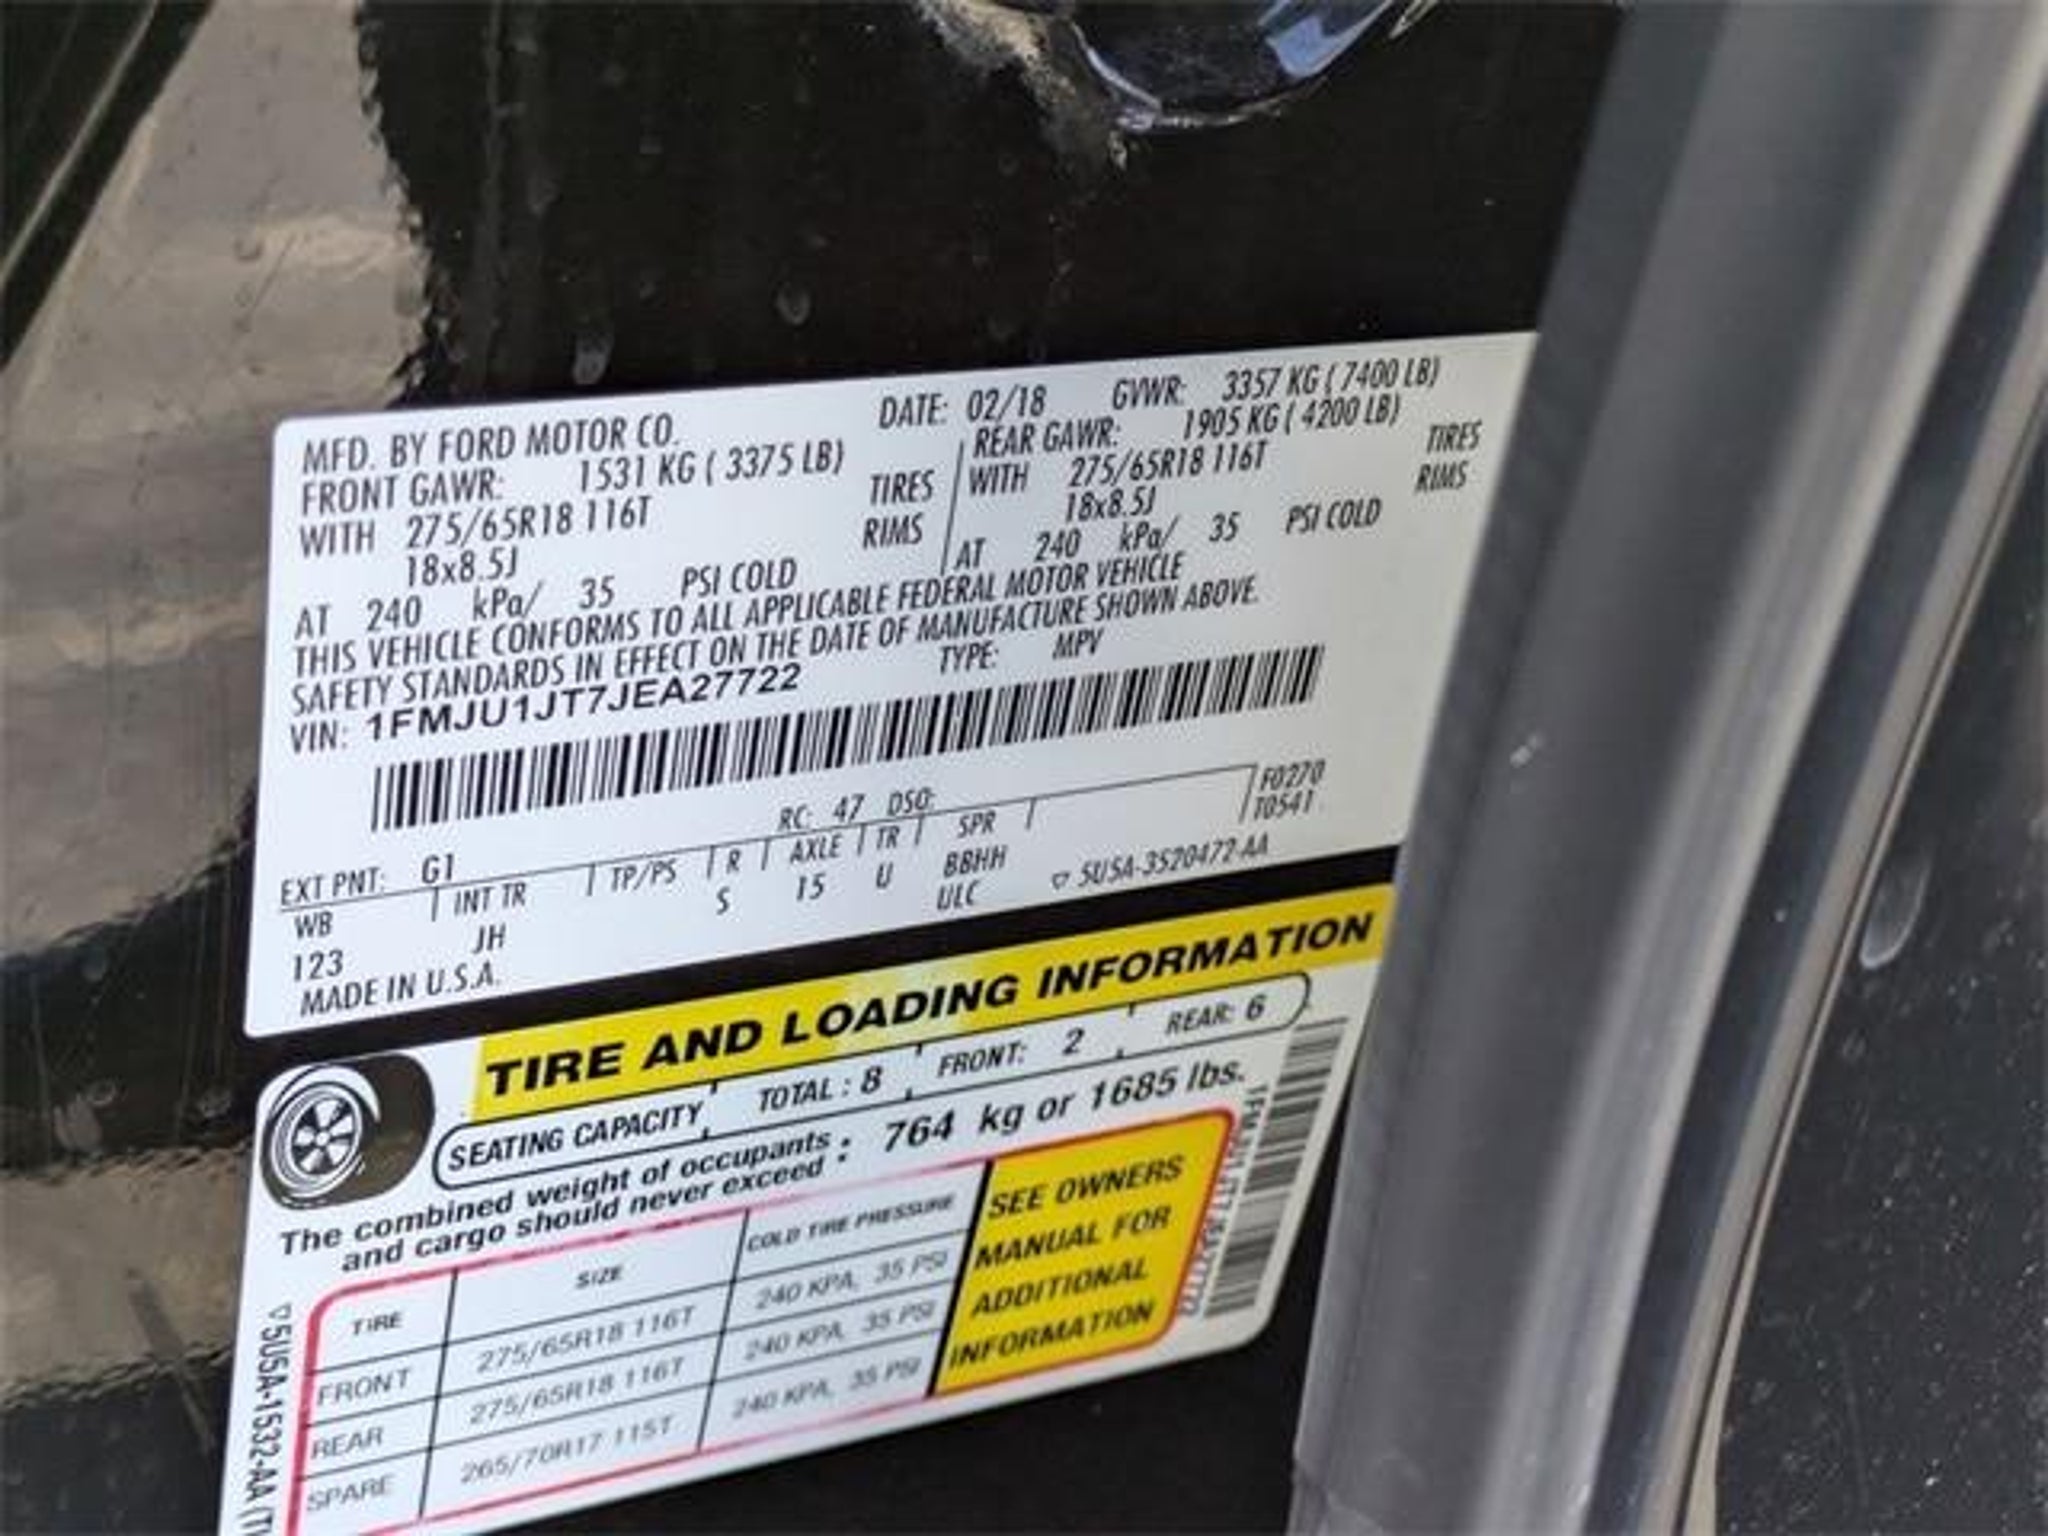 MFD. BY FORD MOTOR CO. DATE: 02/18 GVWR: 3357 KG ( 7400 LB)
FRONT GAWR: 1531 KG ( 3375 LB) REAR GAWR: 1905 KG ( 4200 LB)
WITH 275/65R18 116T TIRES WITH 275/65R18 116T TIRES
18x8.5J RIMS 18x8.5J RIMS
AT 240 kPa/ 35 PSI COLD AT 240 kPa/ 35 PSI COLD
THIS VEHICLE CONFORMS TO ALL APPLICABLE FEDERAL MOTOR VEHICLE
SAFETY STANDARDS IN EFFECT ON THE DATE OF MANUFACTURE SHOWN ABOVE.
VIN: 1FMJU1JT7JEA27722 TYPE: MPV
F0270
EXT PNT: G1 RC: 47 DSO: T0541
WB INT TR TP/PS R AXLE TR SPR
123 JH S 15 U BBHH
MADE IN U.S.A. ULC ▽ 5U5A-3520472-AA
TIRE AND LOADING INFORMATION
SEATING CAPACITY TOTAL : 8 FRONT: 2 REAR: 6
The combined weight of occupants : 764 kg or 1685 lbs.
and cargo should never exceed :
TIRE SIZE COLD TIRE PRESSURE
FRONT 275/65R18 116T 240 KPA, 35 PSI
REAR 275/65R18 116T 240 KPA, 35 PSI
SPARE 265/70R17 115T 240 KPA, 35 PSI
SEE OWNERS
MANUAL FOR
ADDITIONAL
INFORMATION
▽5U5A-1532-AA